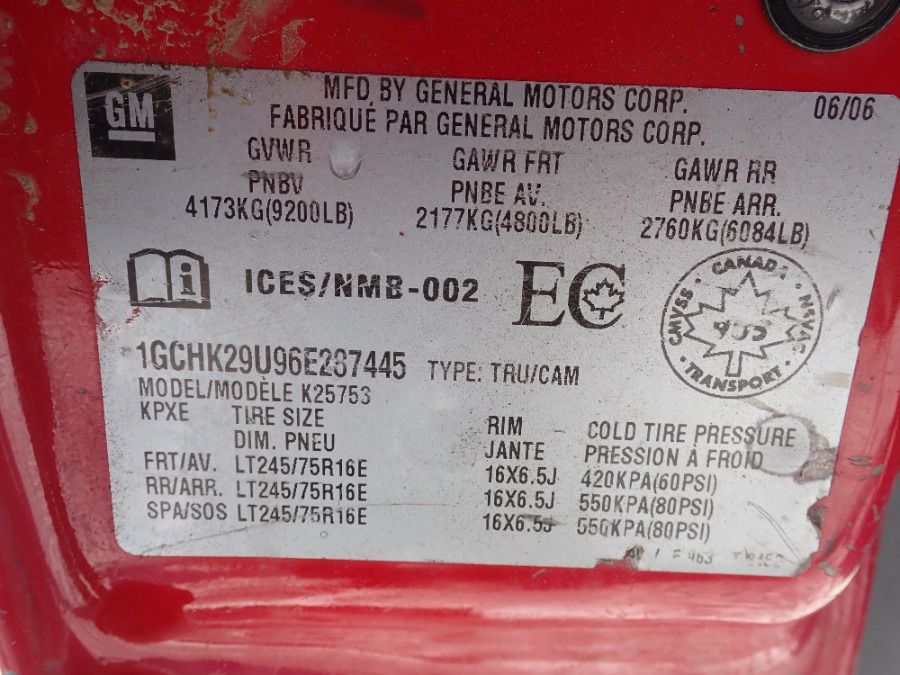 GM
MFD BY GENERAL MOTORS CORP. 06/06
FABRIQUÉ PAR GENERAL MOTORS CORP.
GVWR GAWR FRT GAWR RR
PNBV PNBE AV. PNBE ARR.
4173KG(9200LB) 2177KG(4800LB) 2760KG(6084LB)
i ICES/NMB-002 EC
CANADA NSVAC TRANSPORT CMVSS
1GCHK29U96E287445 TYPE: TRU/CAM
MODEL/MODÈLE K25753
KPXE TIRE SIZE RIM COLD TIRE PRESSURE
DIM. PNEU JANTE PRESSION À FROID
FRT/AV. LT245/75R16E 16X6.5J 420KPA(60PSI)
RR/ARR. LT245/75R16E 16X6.5J 550KPA(80PSI)
SPA/SOS LT245/75R16E 16X6.5J 550KPA(80PSI)